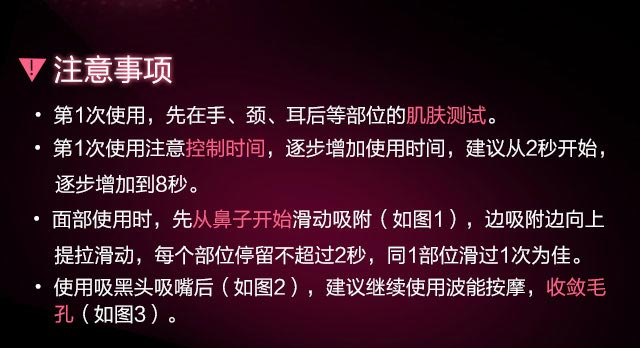 注意事项
• 第1次使用，先在手、颈、耳后等部位的肌肤测试。
• 第1次使用注意控制时间，逐步增加使用时间，建议从2秒开始，
逐步增加到8秒。
• 面部使用时，先从鼻子开始滑动吸附（如图1），边吸附边向上
提拉滑动，每个部位停留不超过2秒，同1部位滑过1次为佳。
• 使用吸黑头吸嘴后（如图2），建议继续使用波能按摩，收敛毛
孔（如图3）。